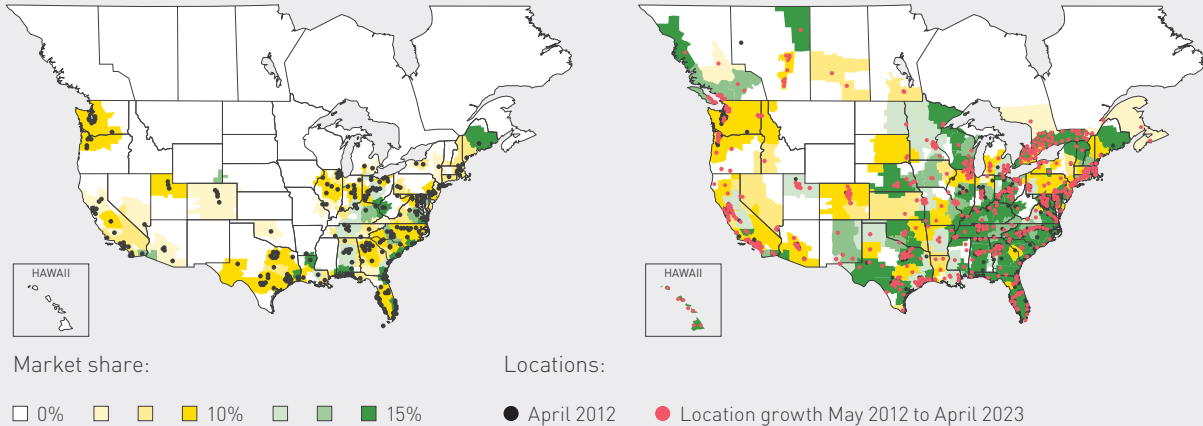 HAWAII
HAWAII
Market share:
Locations:
0%
10%
15%
April 2012
Location growth May 2012 to April 2023